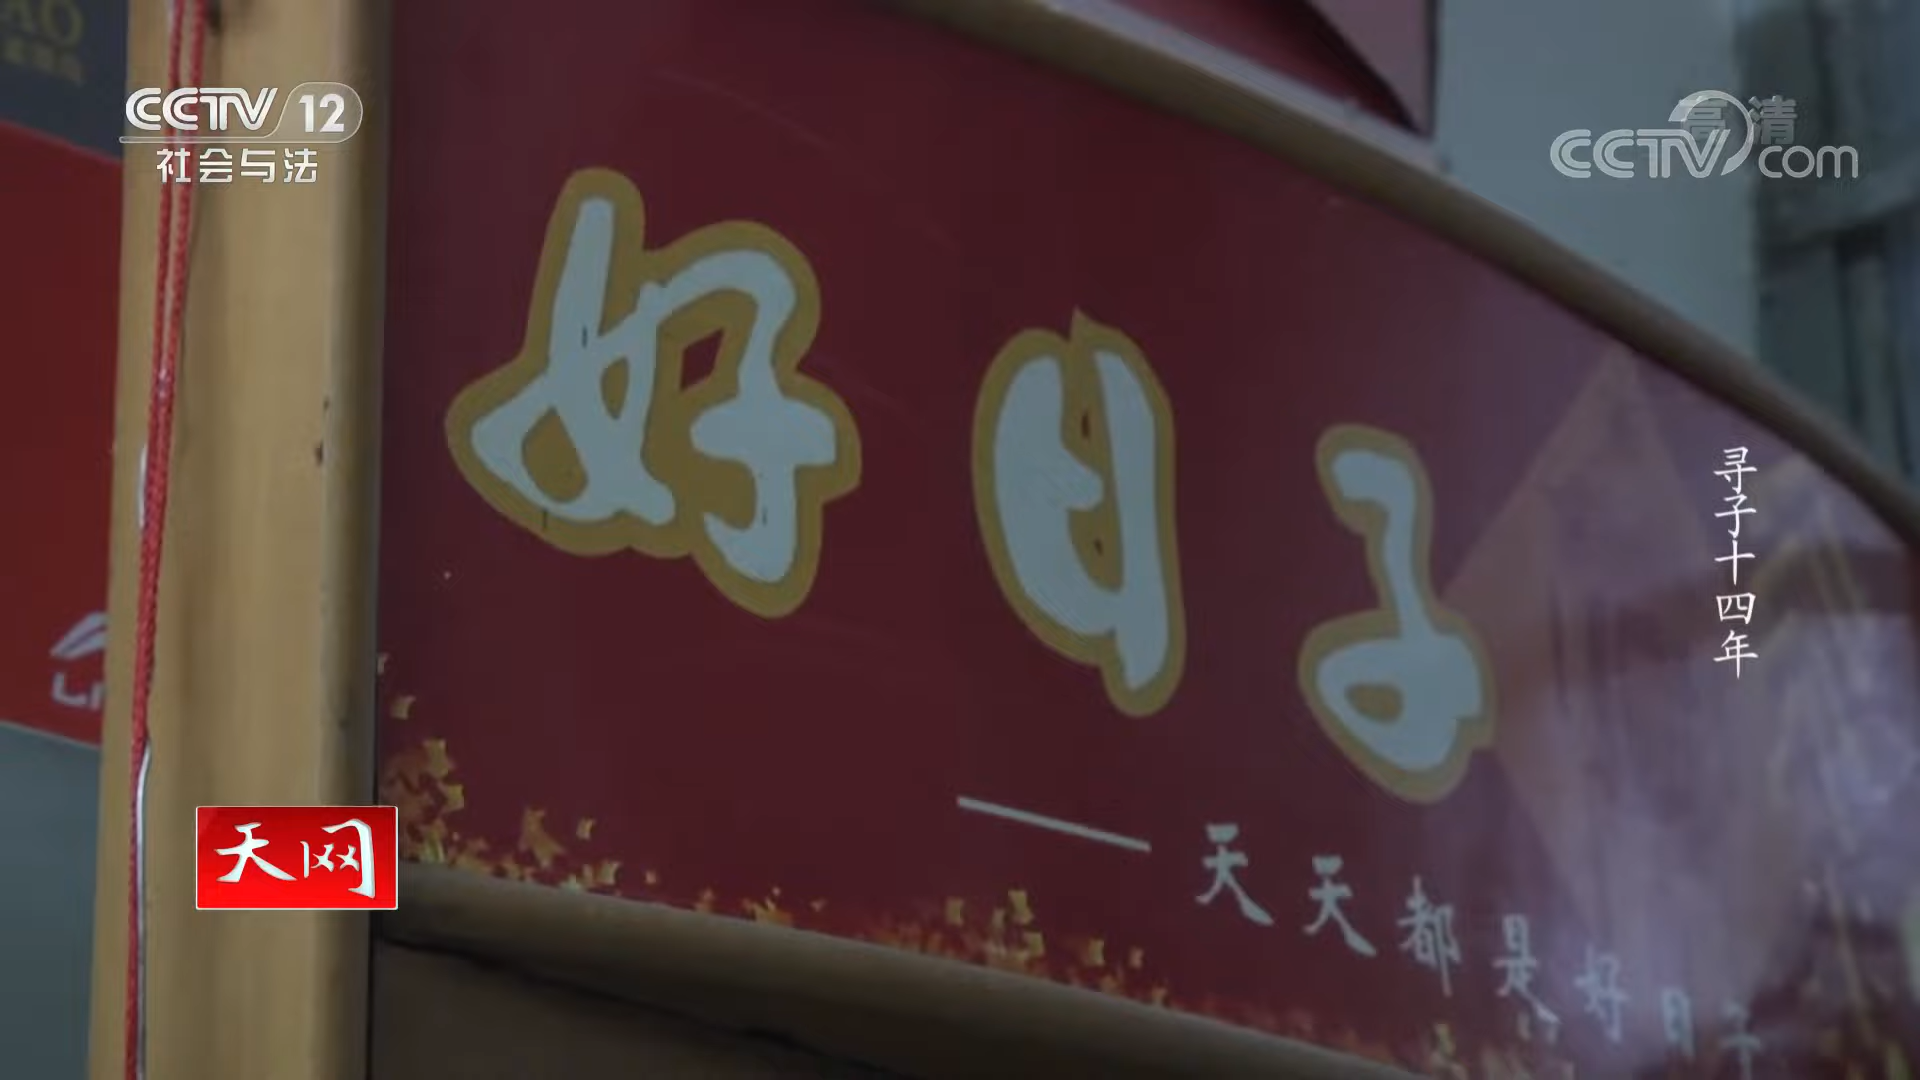 CCTV 12
社会与法
高清
CCTV com
好日子
——天天都是好日子
寻子十四年
天网